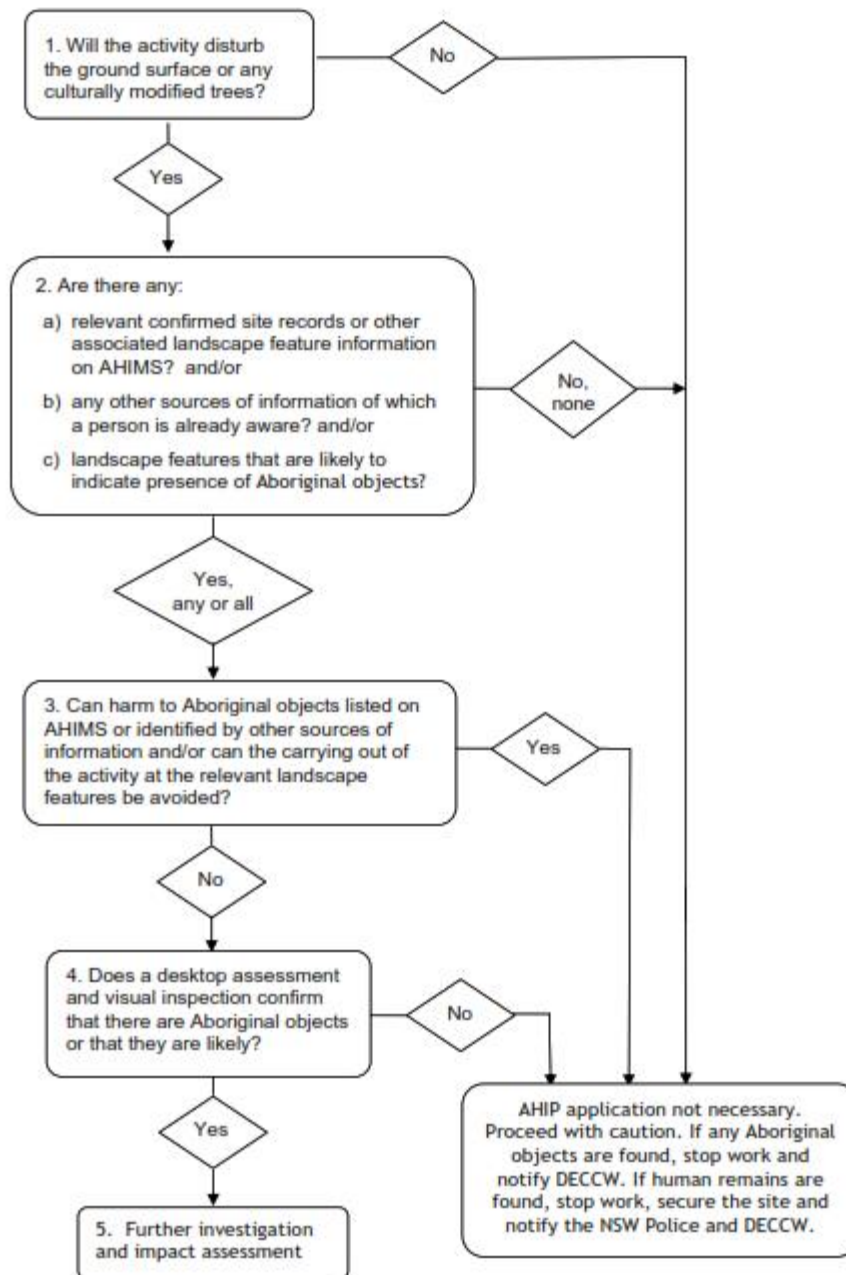 1. Will the activity disturb
the ground surface or any
culturally modified trees?
No
Yes
2. Are there any:
a) relevant confirmed site records or other
associated landscape feature information
on AHIMS? and/or
b) any other sources of information of which
a person is already aware? and/or
c) landscape features that are likely to
indicate presence of Aboriginal objects?
No,
none
Yes,
any or all
3. Can harm to Aboriginal objects listed on
AHIMS or identified by other sources of
information and/or can the carrying out of
the activity at the relevant landscape
features be avoided?
Yes
No
4. Does a desktop assessment
and visual inspection confirm
that there are Aboriginal objects
or that they are likely?
No
Yes
AHIP application not necessary.
Proceed with caution. If any Aboriginal
objects are found, stop work and
notify DECCW. If human remains are
found, stop work, secure the site and
notify the NSW Police and DECCW.
5. Further investigation
and impact assessment